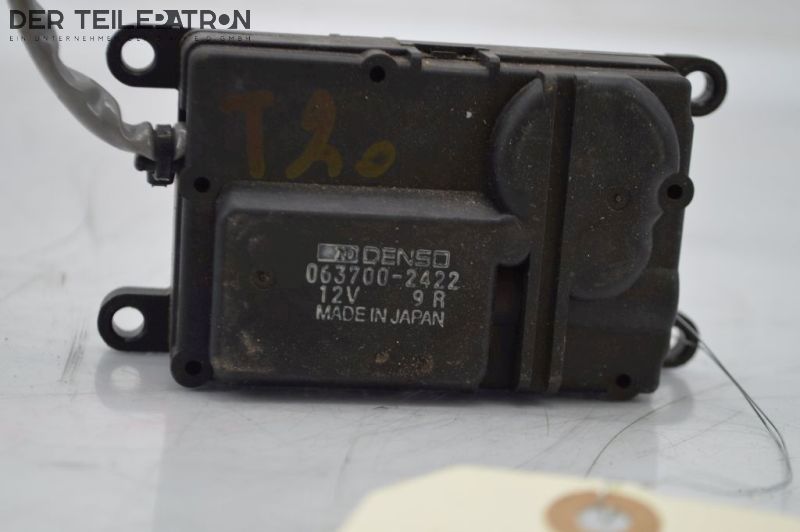 DER TEILEPATRON
T20
DENSO
063700-2422
12V 9R
MADE IN JAPAN